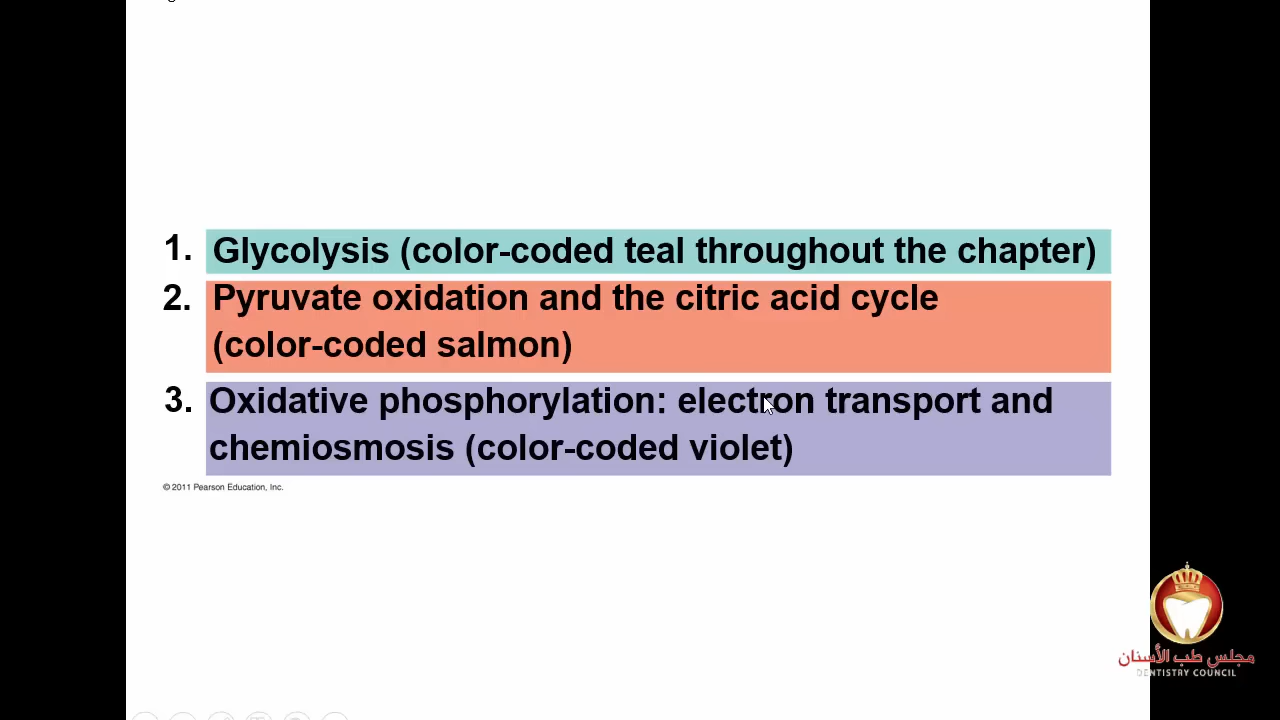 1. Glycolysis (color-coded teal throughout the chapter)
2. Pyruvate oxidation and the citric acid cycle
(color-coded salmon)
3. Oxidative phosphorylation: electron transport and
chemiosmosis (color-coded violet)
© 2011 Pearson Education, Inc.
مجلس طب الأسنان
DENTISTRY COUNCIL